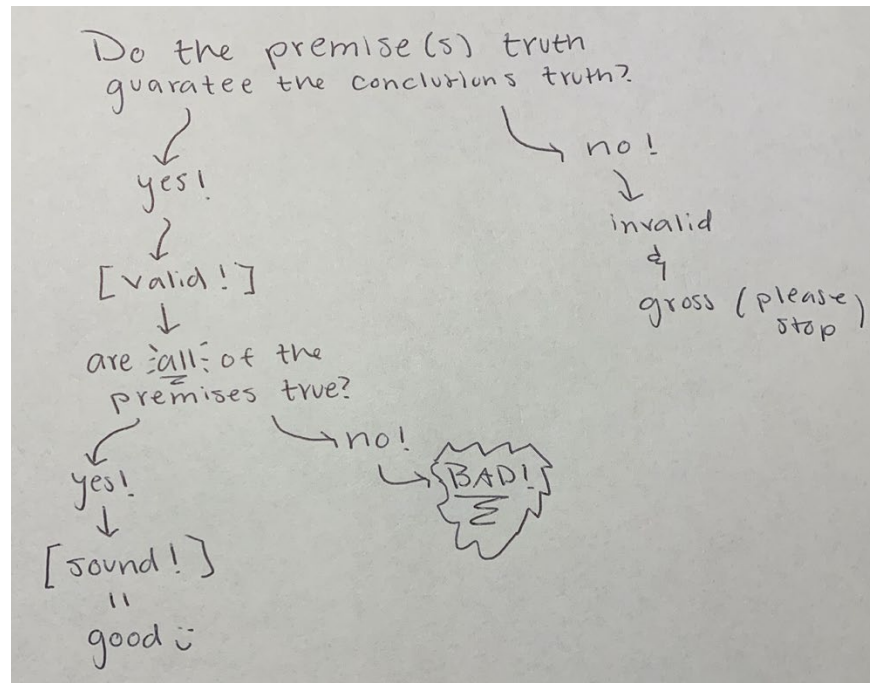 Do the premise(s) truth
guaratee the conclutions truth?
yes!
no!
[valid!]
invalid
&
gross (please
stop)
are all of the
premises true?
yes!
no!
BAD!
[sound!]
=
good :)